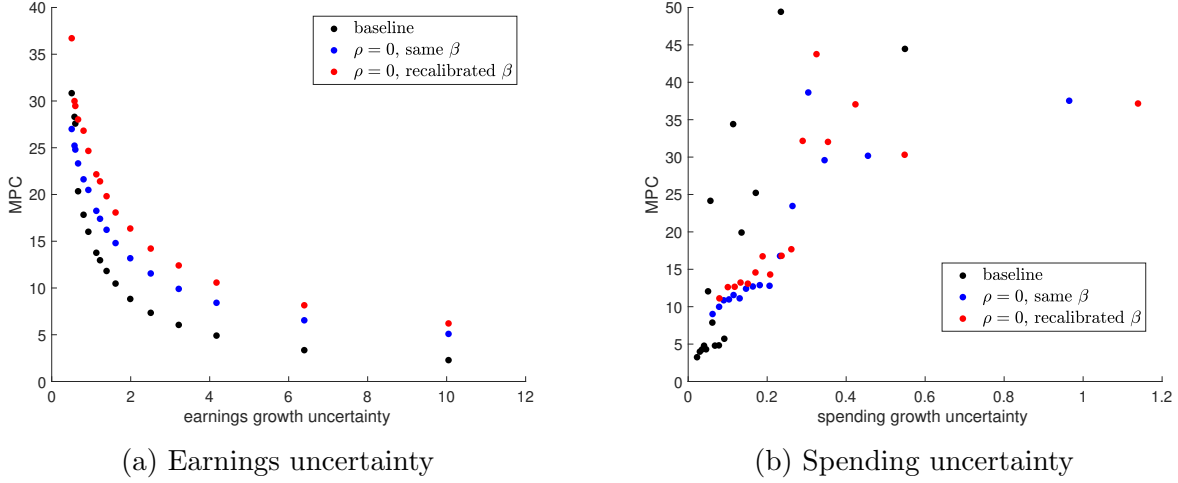 40
35
30
25
20
15
10
5
0
MPC
0 2 4 6 8 10 12
earnings growth uncertainty
baseline
ρ = 0, same β
ρ = 0, recalibrated β
(a) Earnings uncertainty
50
45
40
35
30
25
20
15
10
5
0
MPC
0 0.2 0.4 0.6 0.8 1 1.2
spending growth uncertainty
baseline
ρ = 0, same β
ρ = 0, recalibrated β
(b) Spending uncertainty